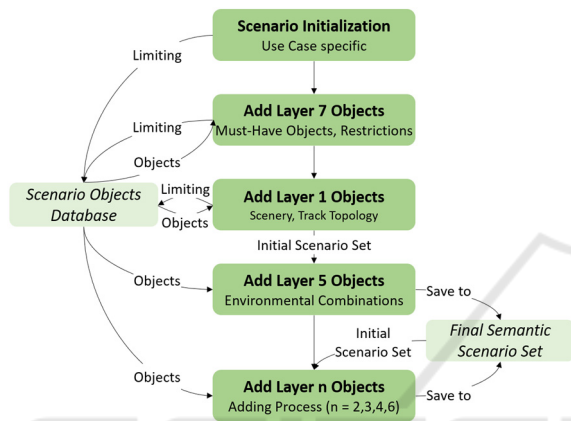 Scenario Initialization
Use Case specific
Limiting
Add Layer 7 Objects
Must-Have Objects, Restrictions
Limiting
Objects
Scenario Objects
Database
Limiting
Objects
Add Layer 1 Objects
Scenery, Track Topology
Initial Scenario Set
Add Layer 5 Objects
Environmental Combinations
Objects
Save to
Initial
Scenario Set
Final Semantic
Scenario Set
Objects
Add Layer n Objects
Adding Process (n = 2,3,4,6)
Save to